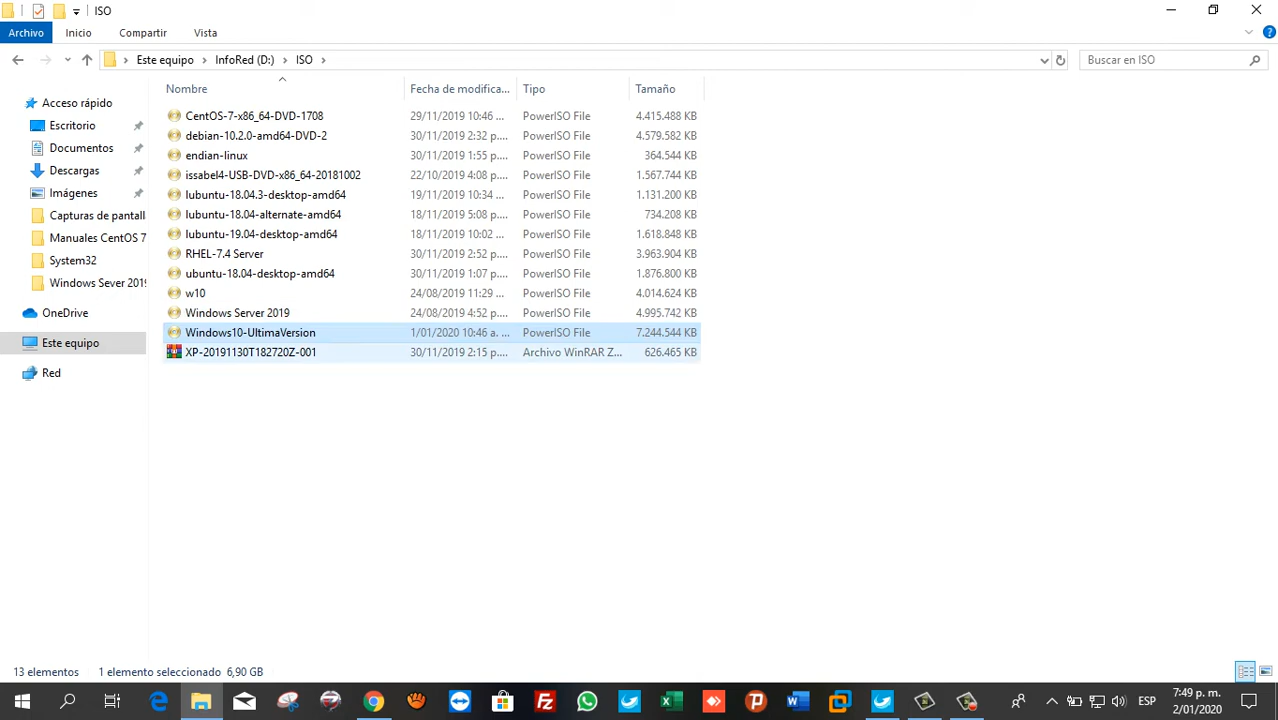 ISO
Archivo Inicio Compartir Vista
Este equipo InfoRed (D:) ISO
Buscar en ISO
Nombre Fecha de modifica... Tipo Tamaño
Acceso rápido
Escritorio
Documentos
Descargas
Imágenes
Capturas de pantall
Manuales CentOS 7
System32
Windows Sever 2019
OneDrive
Este equipo
Red
CentOS-7-x86_64-DVD-1708 29/11/2019 10:46 ... PowerISO File 4.415.488 KB
debian-10.2.0-amd64-DVD-2 30/11/2019 2:32 p.... PowerISO File 4.579.582 KB
endian-linux 30/11/2019 1:55 p.... PowerISO File 364.544 KB
issabel4-USB-DVD-x86_64-20181002 22/10/2019 4:08 p.... PowerISO File 1.567.744 KB
lubuntu-18.04.3-desktop-amd64 19/11/2019 10:34 ... PowerISO File 1.131.200 KB
lubuntu-18.04-alternate-amd64 18/11/2019 5:08 p.... PowerISO File 734.208 KB
lubuntu-19.04-desktop-amd64 18/11/2019 10:02 ... PowerISO File 1.618.848 KB
RHEL-7.4 Server 30/11/2019 2:52 p.... PowerISO File 3.963.904 KB
ubuntu-18.04-desktop-amd64 30/11/2019 1:07 p.... PowerISO File 1.876.800 KB
w10 24/08/2019 11:29 ... PowerISO File 4.014.624 KB
Windows Server 2019 24/08/2019 4:52 p.... PowerISO File 4.995.742 KB
Windows10-UltimaVersion 1/01/2020 10:46 a. ... PowerISO File 7.244.544 KB
XP-20191130T182720Z-001 30/11/2019 2:15 p.... Archivo WinRAR Z... 626.465 KB
13 elementos 1 elemento seleccionado 6,90 GB
ESP
7:49 p. m.
2/01/2020